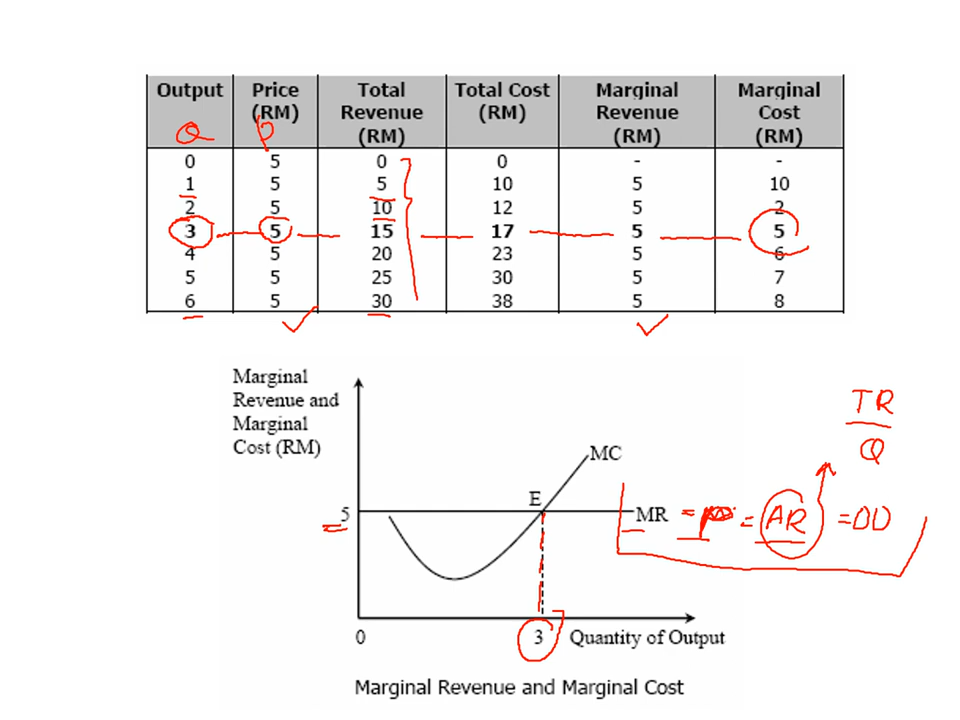 Output Price (RM) Total Revenue (RM) Total Cost (RM) Marginal Revenue (RM) Marginal Cost (RM)
Q P
0 5 0 0 - -
1 5 5 10 5 10
2 5 10 12 5 2
3 5 15 17 5 5
4 5 20 23 5 6
5 5 25 30 5 7
6 5 30 38 5 8
Marginal
Revenue and
Marginal
Cost (RM)
TR
Q
MC
E
5 MR = P = AR = DD
0 3 Quantity of Output
Marginal Revenue and Marginal Cost